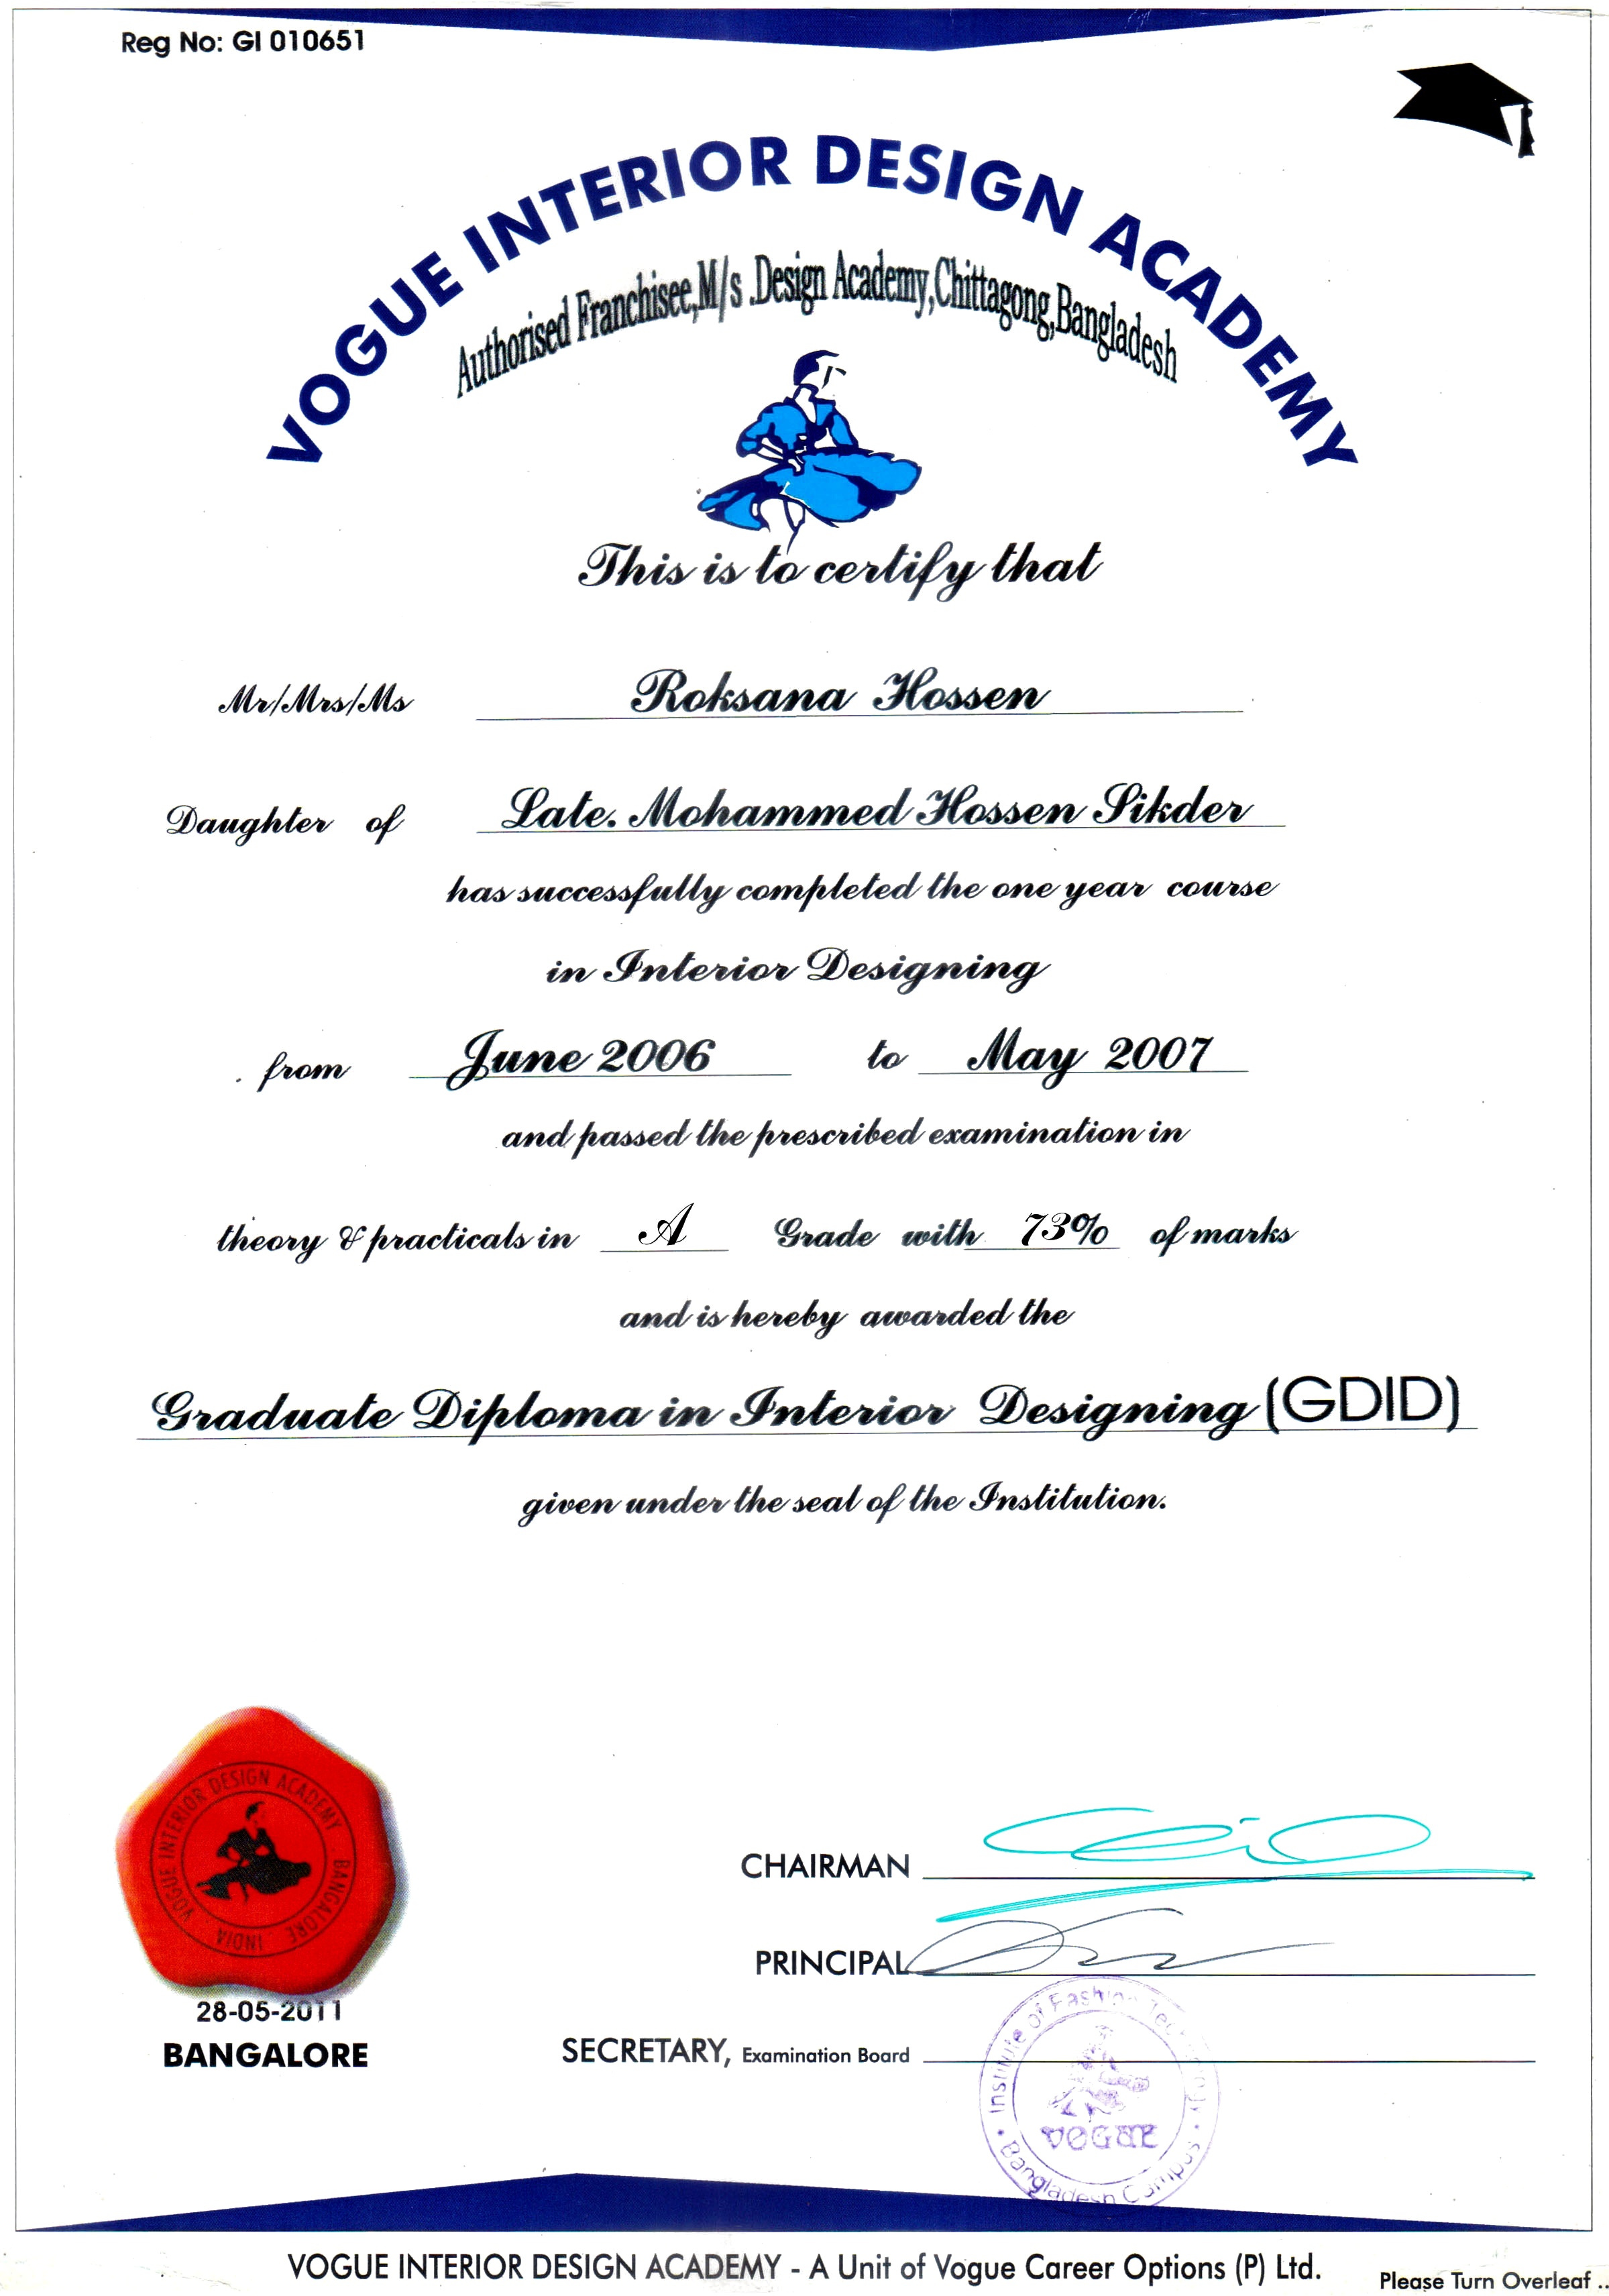 Reg No: GI 010651
VOGUE INTERIOR DESIGN ACADEMY
Authorised Franchisee,M/s .Design Academy,Chittagong,Bangladesh
This is to certify that
Mr/Mrs/Ms Roksana Hossen
Daughter of Late. Mohammed Hossen Sikder
has successfully completed the one year course
in Interior Designing
from June 2006 to May 2007
and passed the prescribed examination in
theory & practicals in A Grade with 73% of marks
and is hereby awarded the
Graduate Diploma in Interior Designing (GDID)
given under the seal of the Institution.
VOGUE INTERIOR DESIGN ACADEMY BANGALORE INDIA
28-05-2011
BANGALORE
CHAIRMAN
PRINCIPAL
SECRETARY, Examination Board
Institute of Fashion
VOGUE
Bangladesh Campus
VOGUE INTERIOR DESIGN ACADEMY - A Unit of Vogue Career Options (P) Ltd.
Please Turn Overleaf ..